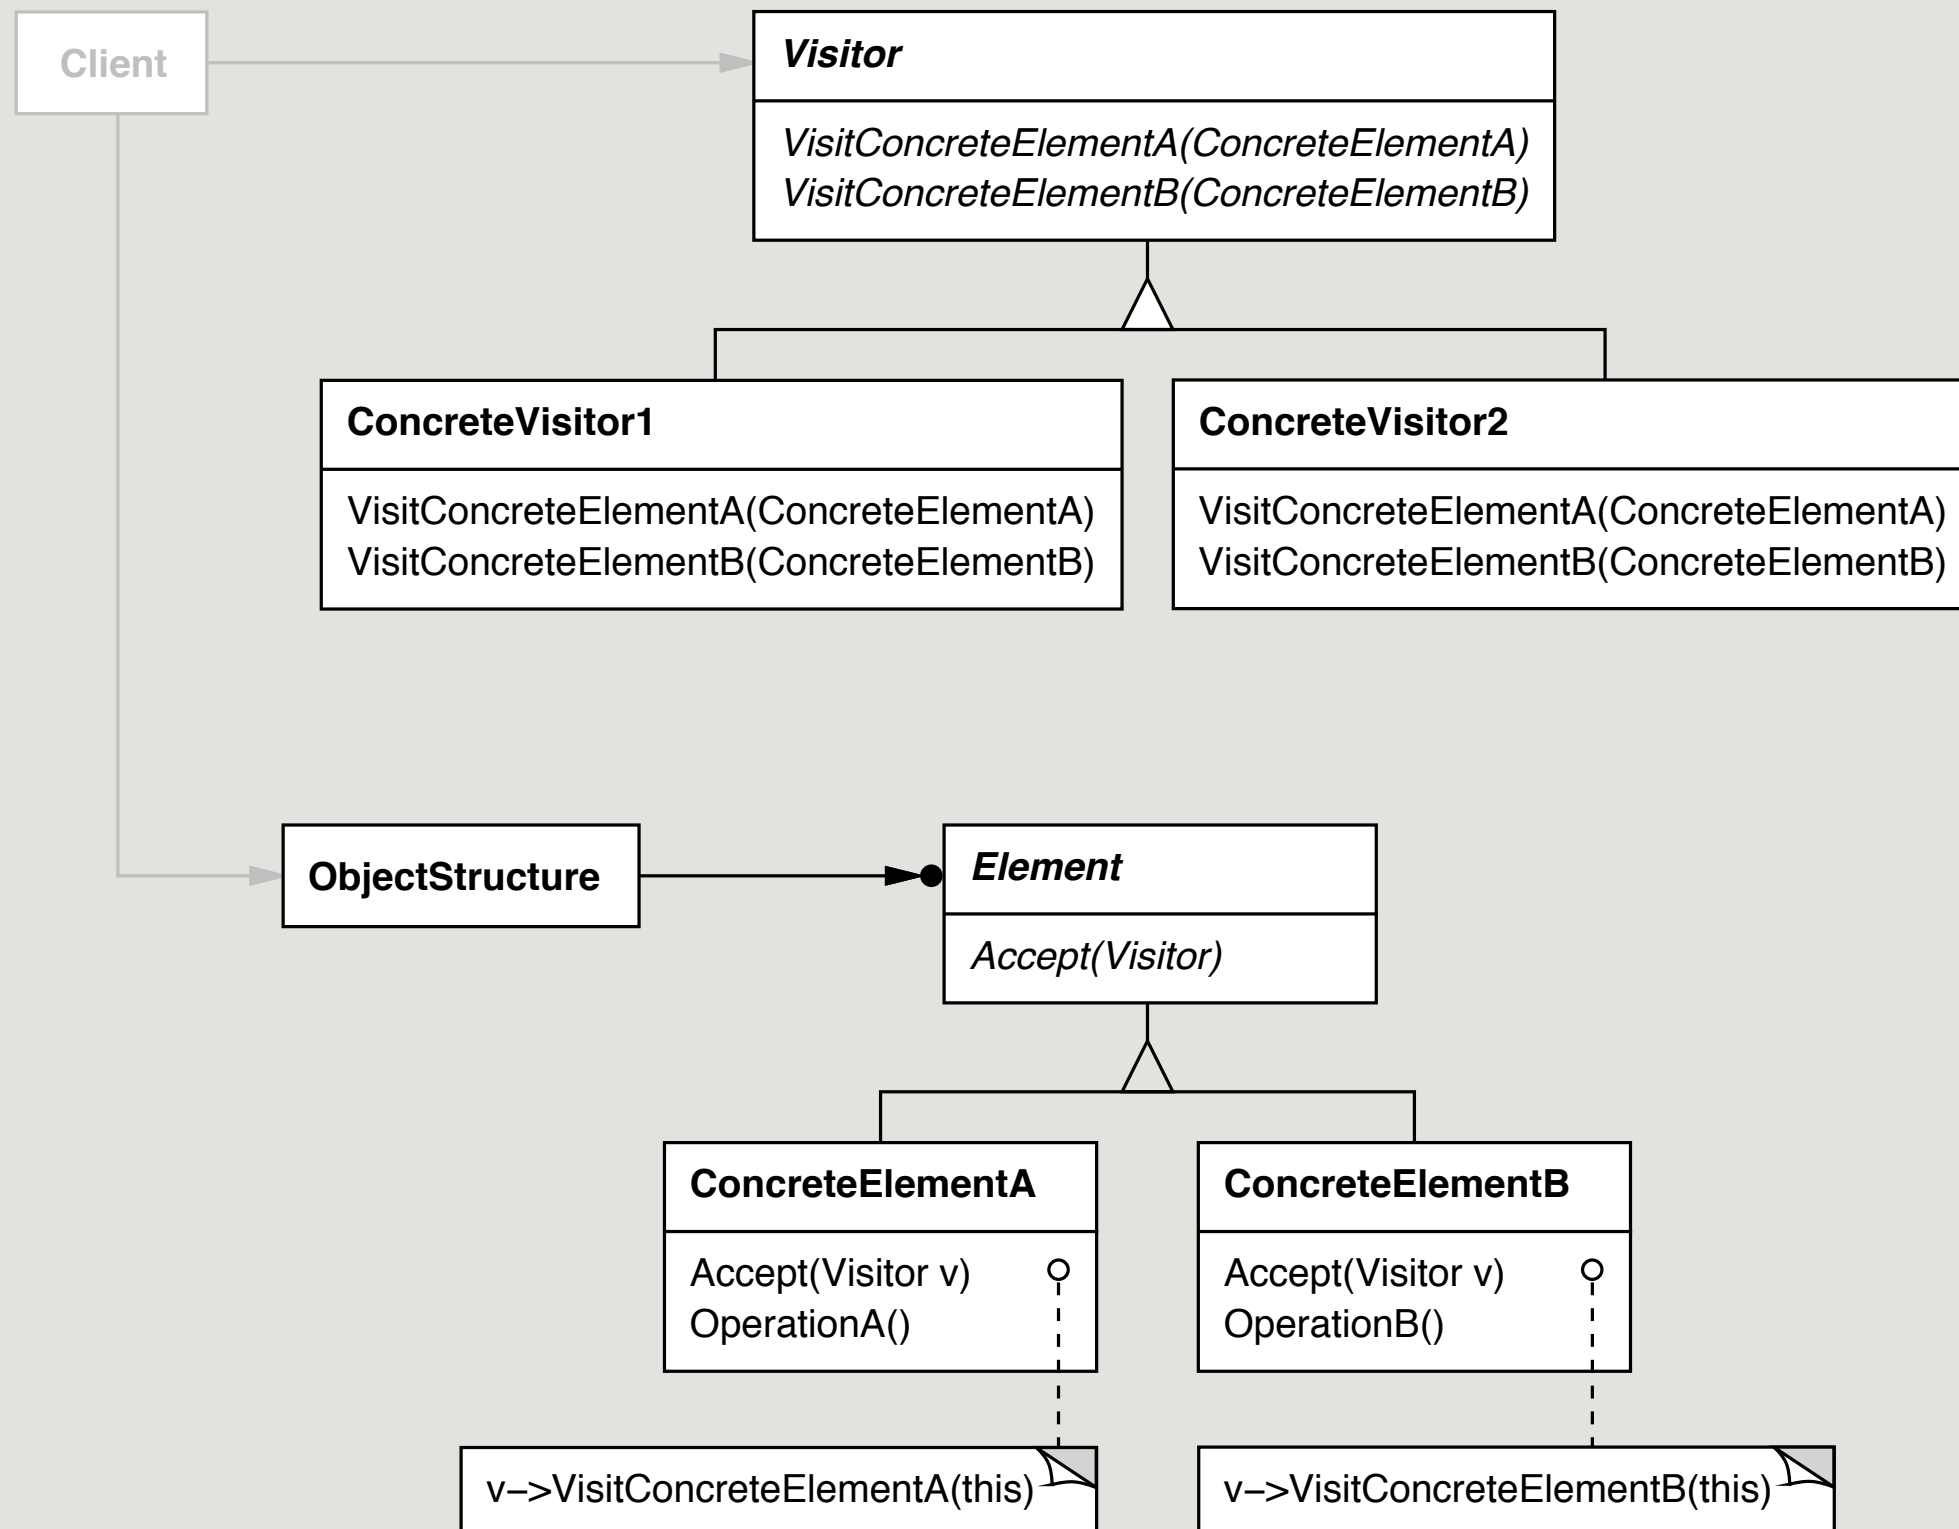 Client
Visitor
VisitConcreteElementA(ConcreteElementA)
VisitConcreteElementB(ConcreteElementB)
ConcreteVisitor1
VisitConcreteElementA(ConcreteElementA)
VisitConcreteElementB(ConcreteElementB)
ConcreteVisitor2
VisitConcreteElementA(ConcreteElementA)
VisitConcreteElementB(ConcreteElementB)
ObjectStructure
Element
Accept(Visitor)
ConcreteElementA
Accept(Visitor v)
OperationA()
ConcreteElementB
Accept(Visitor v)
OperationB()
v–>VisitConcreteElementA(this)
v–>VisitConcreteElementB(this)